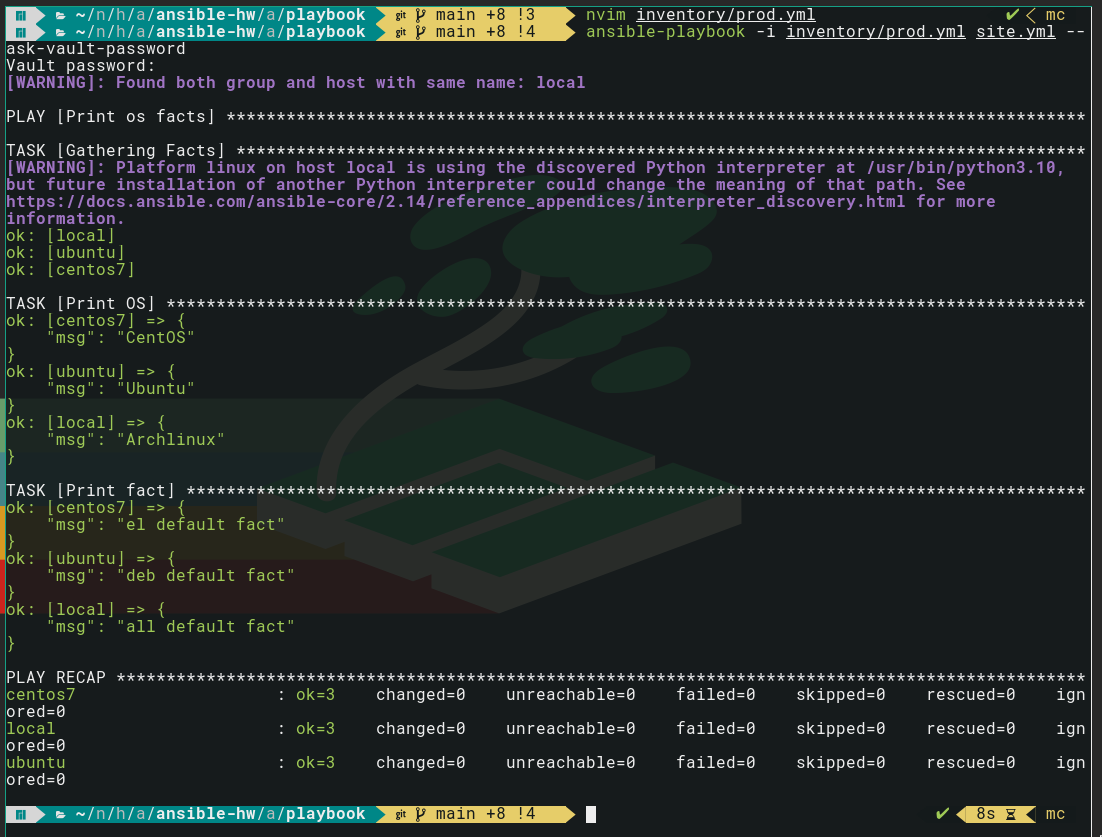 ~/n/h/a/ansible-hw/a/playbook git main +8 !3 nvim inventory/prod.yml ✔ mc
~/n/h/a/ansible-hw/a/playbook git main +8 !4 ansible-playbook -i inventory/prod.yml site.yml --
ask-vault-password
Vault password:
[WARNING]: Found both group and host with same name: local
PLAY [Print os facts] **************************************************************************************
TASK [Gathering Facts] *************************************************************************************
[WARNING]: Platform linux on host local is using the discovered Python interpreter at /usr/bin/python3.10,
but future installation of another Python interpreter could change the meaning of that path. See
https://docs.ansible.com/ansible-core/2.14/reference_appendices/interpreter_discovery.html for more
information.
ok: [local]
ok: [ubuntu]
ok: [centos7]
TASK [Print OS] ********************************************************************************************
ok: [centos7] => {
    "msg": "CentOS"
}
ok: [ubuntu] => {
    "msg": "Ubuntu"
}
ok: [local] => {
    "msg": "Archlinux"
}
TASK [Print fact] ******************************************************************************************
ok: [centos7] => {
    "msg": "el default fact"
}
ok: [ubuntu] => {
    "msg": "deb default fact"
}
ok: [local] => {
    "msg": "all default fact"
}
PLAY RECAP *************************************************************************************************
centos7                    : ok=3    changed=0    unreachable=0    failed=0    skipped=0    rescued=0    ign
ored=0
local                      : ok=3    changed=0    unreachable=0    failed=0    skipped=0    rescued=0    ign
ored=0
ubuntu                     : ok=3    changed=0    unreachable=0    failed=0    skipped=0    rescued=0    ign
ored=0
~/n/h/a/ansible-hw/a/playbook git main +8 !4 ✔ 8s mc